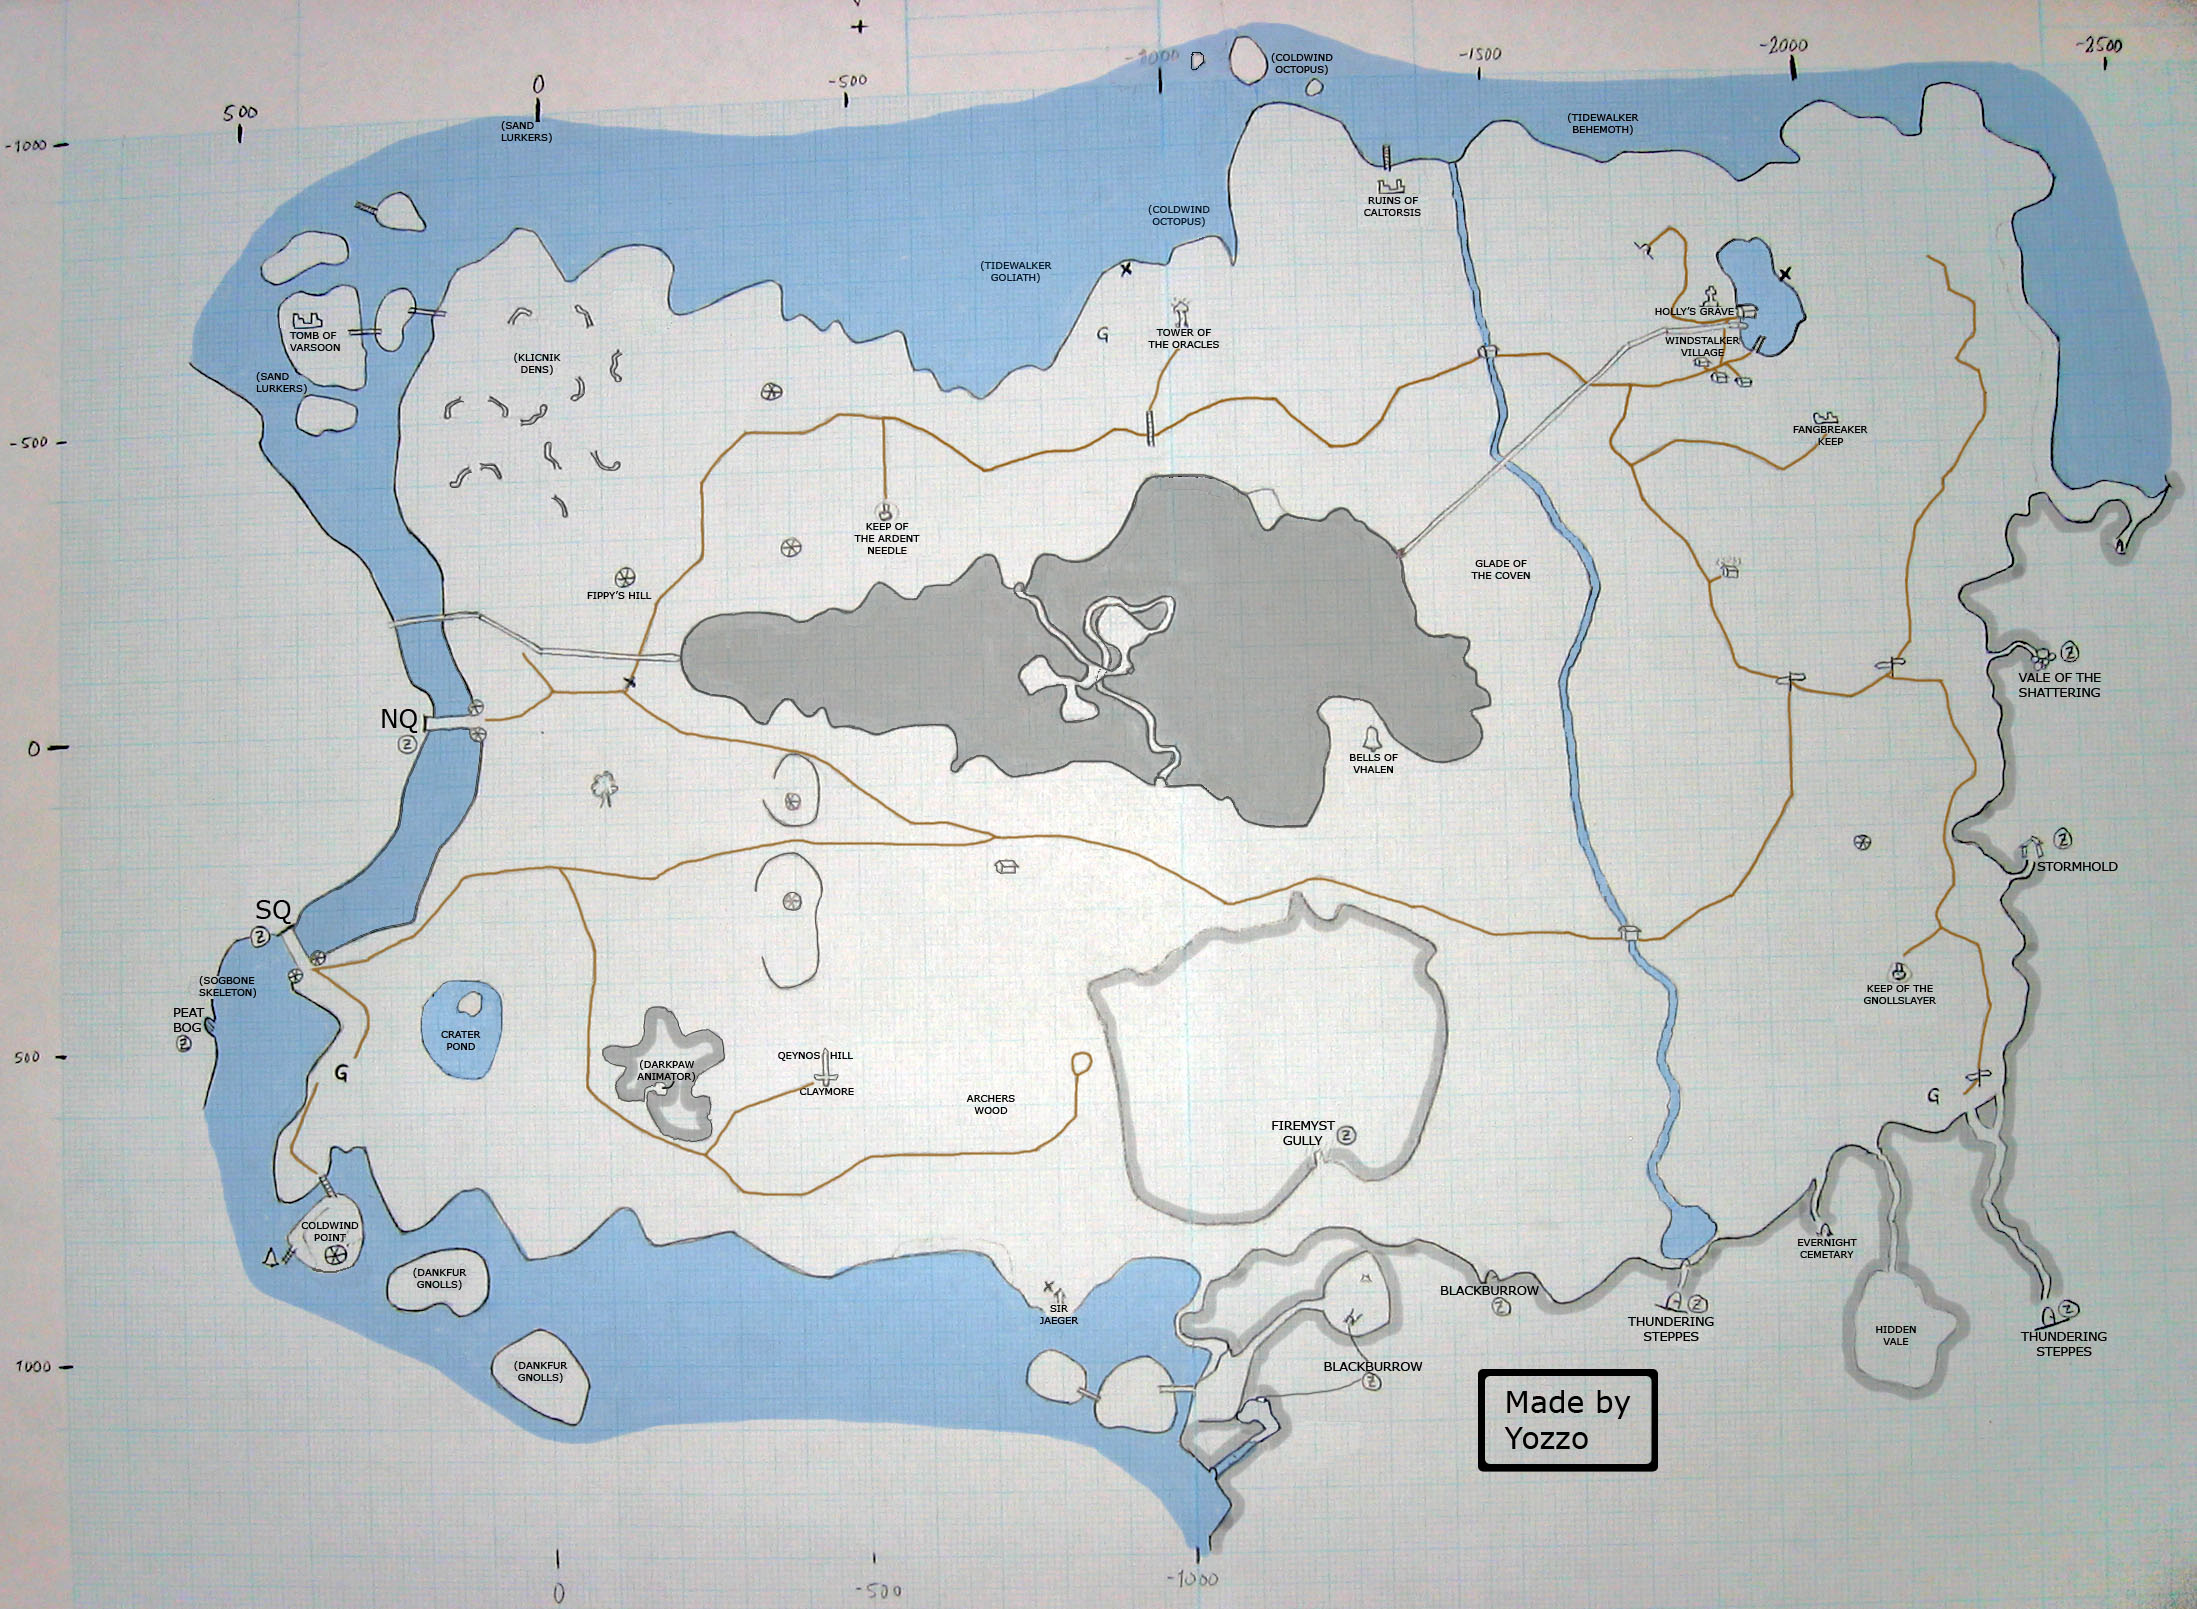 +
500
0
-500
-1000
-1500
-2000
-2500
-1000
(SAND
LURKERS)
(COLDWIND
OCTOPUS)
(TIDEWALKER
BEHEMOTH)
RUINS OF
CALTORSIS
(COLDWIND
OCTOPUS)
(TIDEWALKER
GOLIATH)
X
X
G
TOWER OF
THE ORACLES
HOLLY'S GRAVE
WINDSTALKER
VILLAGE
TOMB OF
VARSOON
(SAND
LURKERS)
(KLICNIK
DENS)
FANGBREAKER
KEEP
-500
KEEP OF
THE ARDENT
NEEDLE
GLADE OF
THE COVEN
FIPPY'S HILL
X
Z
VALE OF THE
SHATTERING
NQ
Z
0
BELLS OF
VHALEN
Z
STORMHOLD
SQ
Z
(SOGBONE
SKELETON)
PEAT
BOG
Z
KEEP OF THE
GNOLLSLAYER
CRATER
POND
500
G
(DARKPAW
ANIMATOR)
QEYNOS HILL
CLAYMORE
ARCHERS
WOOD
G
FIREMYST
GULLY
Z
COLDWIND
POINT
(DANKFUR
GNOLLS)
X
SIR
JAEGER
BLACKBURROW
Z
EVERNIGHT
CEMETARY
Z
THUNDERING
STEPPES
HIDDEN
VALE
Z
THUNDERING
STEPPES
1000
(DANKFUR
GNOLLS)
BLACKBURROW
Z
Made by
Yozzo
0
-500
-1000